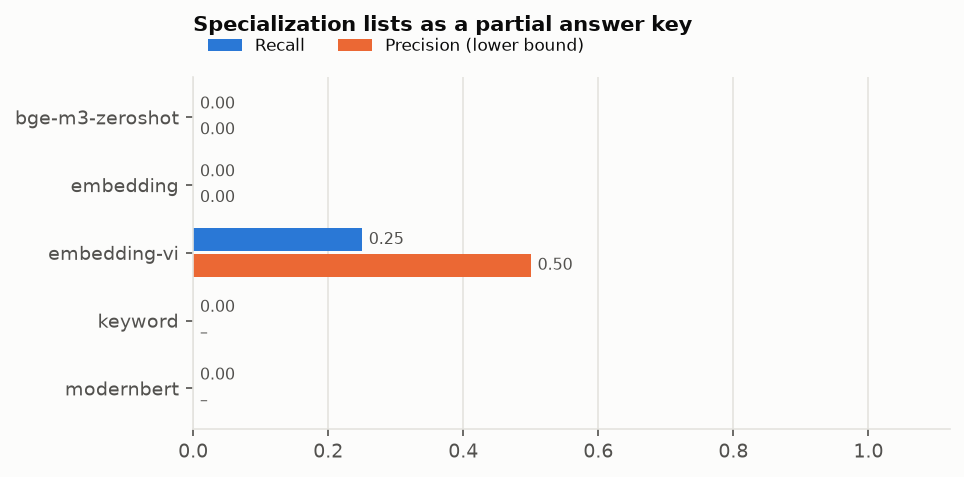 Specialization lists as a partial answer key
Recall Precision (lower bound)
bge-m3-zeroshot 0.00
0.00
embedding 0.00
0.00
embedding-vi 0.25
0.50
keyword 0.00
–
modernbert 0.00
–
0.0 0.2 0.4 0.6 0.8 1.0